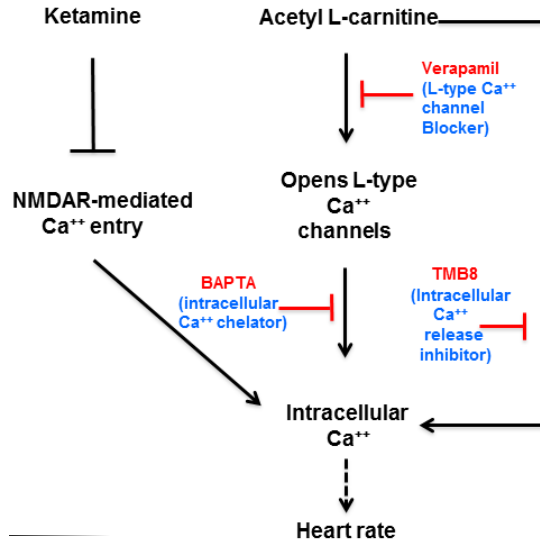 Ketamine
Acetyl L-carnitine
Verapamil
(L-type Ca⁺⁺
channel
Blocker)
NMDAR-mediated
Ca⁺⁺ entry
Opens L-type
Ca⁺⁺
channels
BAPTA
(intracellular
Ca⁺⁺ chelator)
TMB8
(Intracellular
Ca⁺⁺
release
inhibitor)
Intracellular
Ca⁺⁺
Heart rate